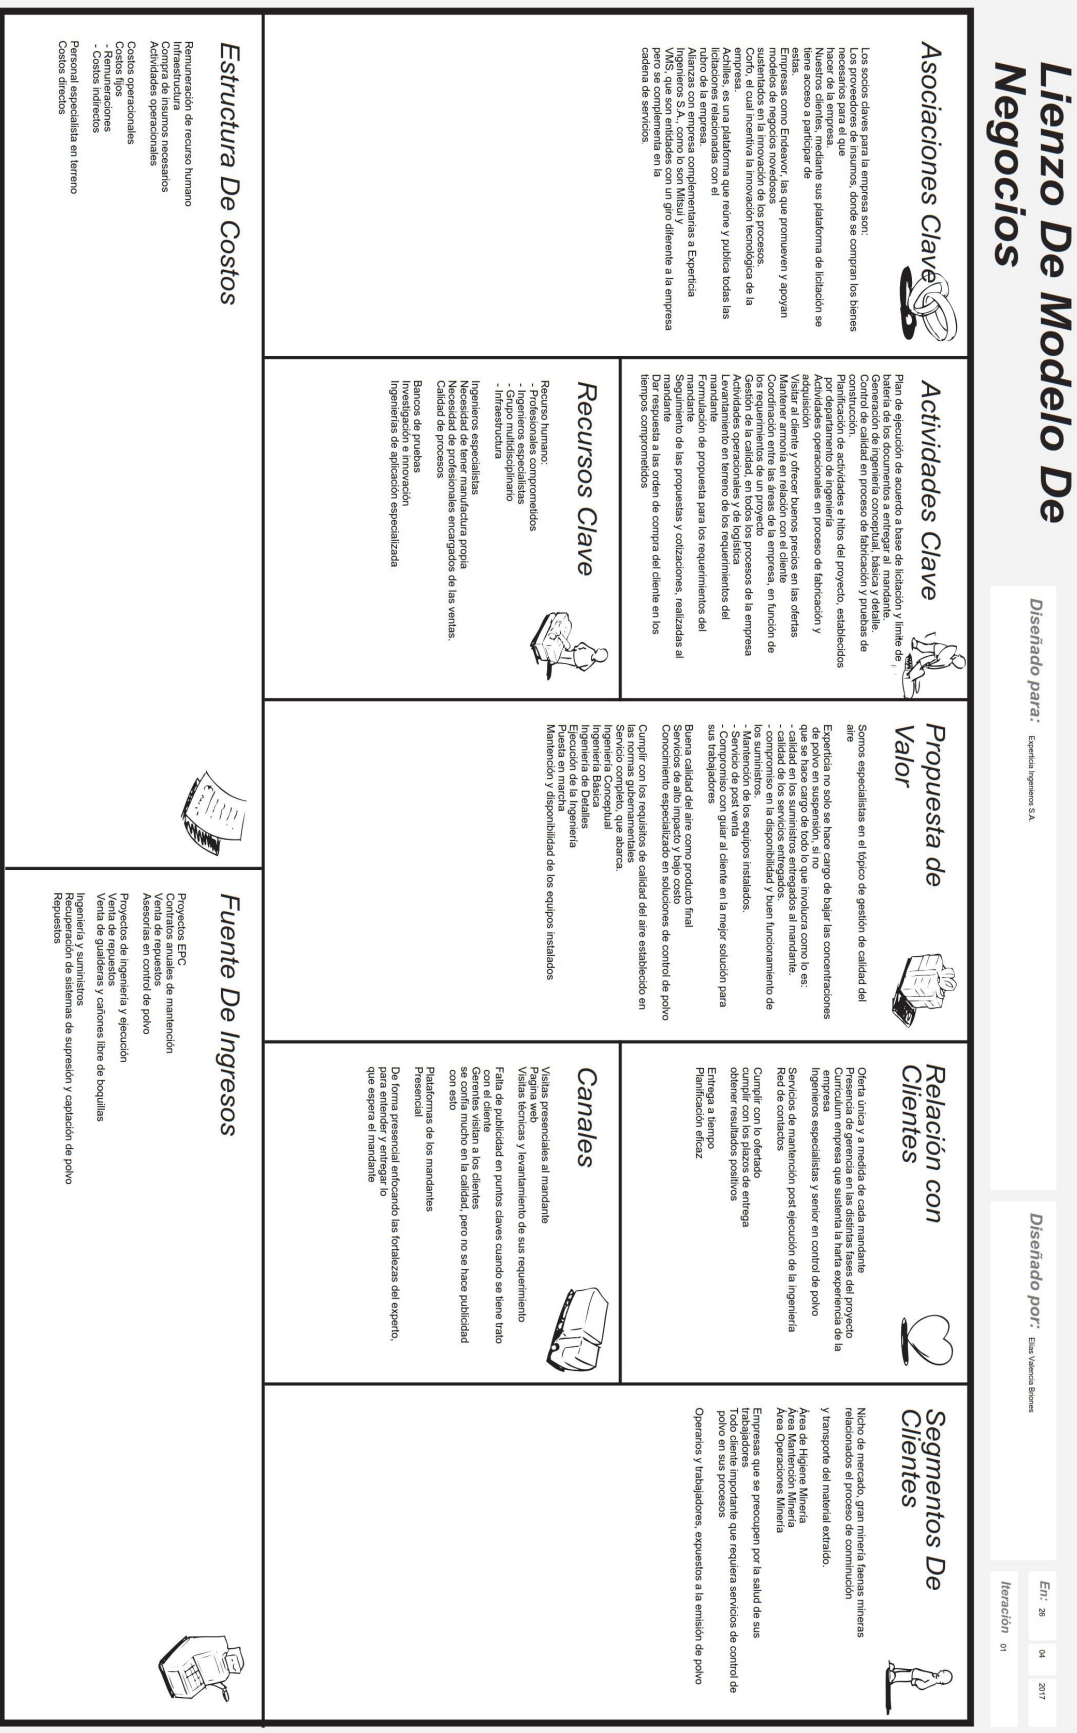 Lienzo De Modelo De
Negocios
Diseñado para: Experticia Ingenieros S.A.
Diseñado por: Elías Valencia Briones
En: 26 04 2017
Iteración 01
Asociaciones Clave
Los socios claves para la empresa son:
Los proveedores de insumos, donde se compran los bienes
necesarios para el que
hacer de la empresa.
Nuestros clientes, mediante sus plataforma de licitación se
tiene acceso a participar de
estas.
Empresas como Endeavor, las que promueven y apoyan
modelos de negocios novedosos
sustentados en la innovación de los procesos.
Corfo, el cual incentiva la innovación tecnológica de la
empresa.
Achilles, es una plataforma que reúne y publica todas las
licitaciones relacionadas con el
rubro de la empresa.
Alianzas con empresa complementarias a Experticia
Ingenieros S.A., como lo son Mitsui y
VMS, que son entidades con un giro diferente a la empresa
pero se complementa en la
cadena de servicios.
Actividades Clave
Plan de ejecución de acuerdo a base de licitación y limite de
batería de los documentos a entregar al mandante.
Generación de ingeniería conceptual, básica y detalle.
Control de calidad en proceso de fabricación y pruebas de
construcción.
Planificación de actividades e hitos del proyecto, establecidos
por departamento de ingeniería
Actividades operacionales en proceso de fabricación y
adquisición
Visitar al cliente y ofrecer buenos precios en las ofertas
Mantener armonía en relación con el cliente
Coordinación entre las áreas de la empresa, en función de
los requerimientos de un proyecto
Gestión de la calidad, en todos los procesos de la empresa
Actividades operacionales y de logística
Levantamiento en terreno de los requerimientos del
mandante
Formulación de propuesta para los requerimientos del
mandante
Seguimiento de las propuestas y cotizaciones, realizadas al
mandante
Dar respuesta a las orden de compra del cliente en los
tiempos comprometidos
Recursos Clave
Recurso humano:
- Profesionales comprometidos
- Ingenieros especialistas
- Grupo multidisciplinario
- Infraestructura
Ingenieros especialistas
Necesidad de tener manufactura propia
Necesidad de profesionales encargados de las ventas.
Calidad de procesos
Bancos de pruebas
Investigación e innovación
Ingenierías de aplicación especializada
Propuesta de
Valor
Somos especialistas en el tópico de gestión de calidad del
aire
Experticia no solo se hace cargo de bajar las concentraciones
de polvo en suspensión, si no
que se hace cargo de todo lo que involucra como lo es:
- calidad en los suministros entregados al mandante.
- calidad de los servicios entregados.
- compromiso en la disponibilidad y buen funcionamiento de
los suministros.
- Mantención de los equipos instalados.
- Servicio de post venta
- Compromiso con guiar al cliente en la mejor solución para
sus trabajadores
Buena calidad del aire como producto final
Servicios de alto impacto y bajo costo
Conocimiento especializado en soluciones de control de polvo
Cumplir con los requisitos de calidad del aire establecido en
las normas gubernamentales
Servicio completo, que abarca.
Ingeniería Conceptual
Ingeniería Básica
Ingeniería de Detalles
Ejecución de la Ingeniería
Puesta en marcha
Mantención y disponibilidad de los equipos instalados
Relación con
Clientes
Oferta única y a medida de cada mandante
Presencia de gerencia en las distintas fases del proyecto
Curriculum empresa que sustenta la harta experiencia de la
empresa
Ingenieros especialistas y senior en control de polvo
Servicios de mantención post ejecución de la ingeniería
Red de contactos
Cumplir con lo ofertado
cumplir con los plazos de entrega
obtener resultados positivos
Entrega a tiempo
Planificación eficaz
Canales
Visitas presenciales al mandante
Pagina web
Visitas técnicas y levantamiento de sus requerimiento
Falta de publicidad en puntos claves cuando se tiene trato
con el cliente
Gerentes visitan a los clientes
se confía mucho en la calidad, pero no se hace publicidad
con esto
Plataformas de los mandantes
Presencial
De forma presencial enfocando las fortalezas del experto,
para entender y entregar lo
que espera el mandante
Segmentos De
Clientes
Nicho de mercado, gran minería faenas mineras
relacionados el proceso de conminución
y transporte del material extraído.
Área de Higiene Minería
Área Mantención Minería
Área Operaciones Minería
Empresas que se preocupen por la salud de sus
trabajadores
Todo cliente importante que requiera servicios de control de
polvo en sus procesos
Operarios y trabajadores, expuestos a la emisión de polvo
Estructura De Costos
Remuneración de recurso humano
Infraestructura
Compra de insumos necesarios
Actividades operacionales
Costos operacionales
Costos fijos
- Remuneraciones
- Costos indirectos
Personal especialista en terreno
Costos directos
Fuente De Ingresos
Proyectos EPC
Contratos anuales de mantención
Venta de repuestos
Asesorías en control de polvo
Proyectos de ingeniería y ejecución
Venta de repuestos
Venta de gualderas y cañones libre de boquillas
Ingeniería y suministros
Recuperación de sistemas de supresión y captación de polvo
Repuestos